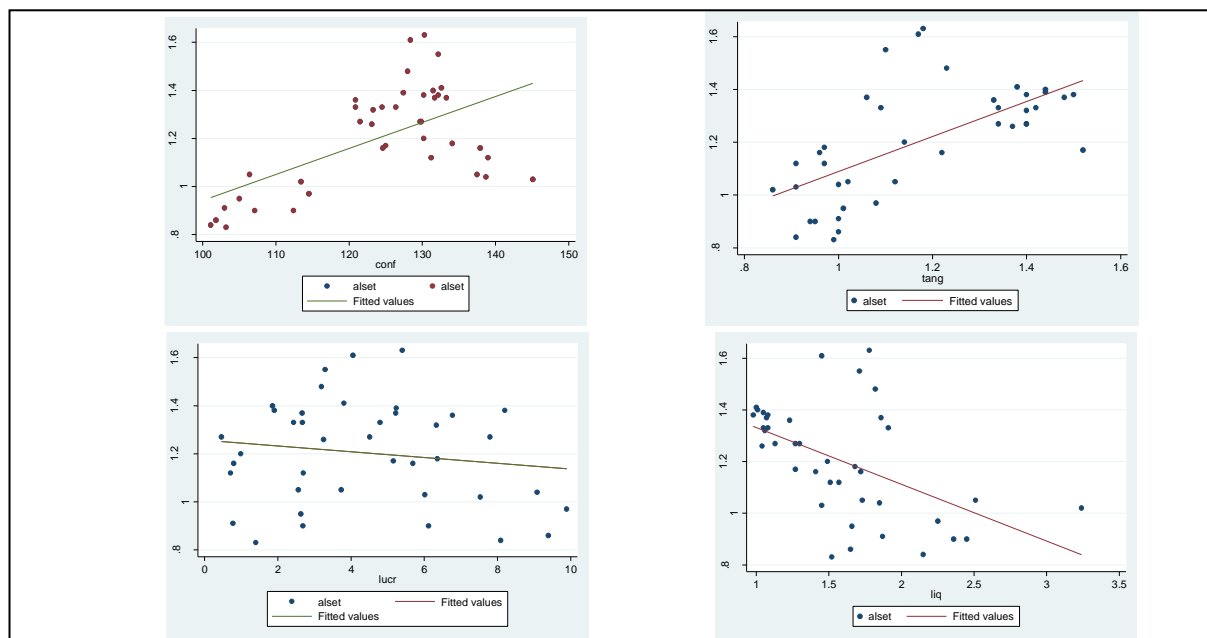 1.6
1.4
1.2
1
.8
100 110 120 130 140 150
conf
alset alset
Fitted values
1.6
1.4
1.2
1
.8
.8 1 1.2 1.4 1.6
tang
alset Fitted values
1.6
1.4
1.2
1
.8
0 2 4 6 8 10
lucr
alset Fitted values
Fitted values
1.6
1.4
1.2
1
.8
1 1.5 2 2.5 3 3.5
liq
alset Fitted values